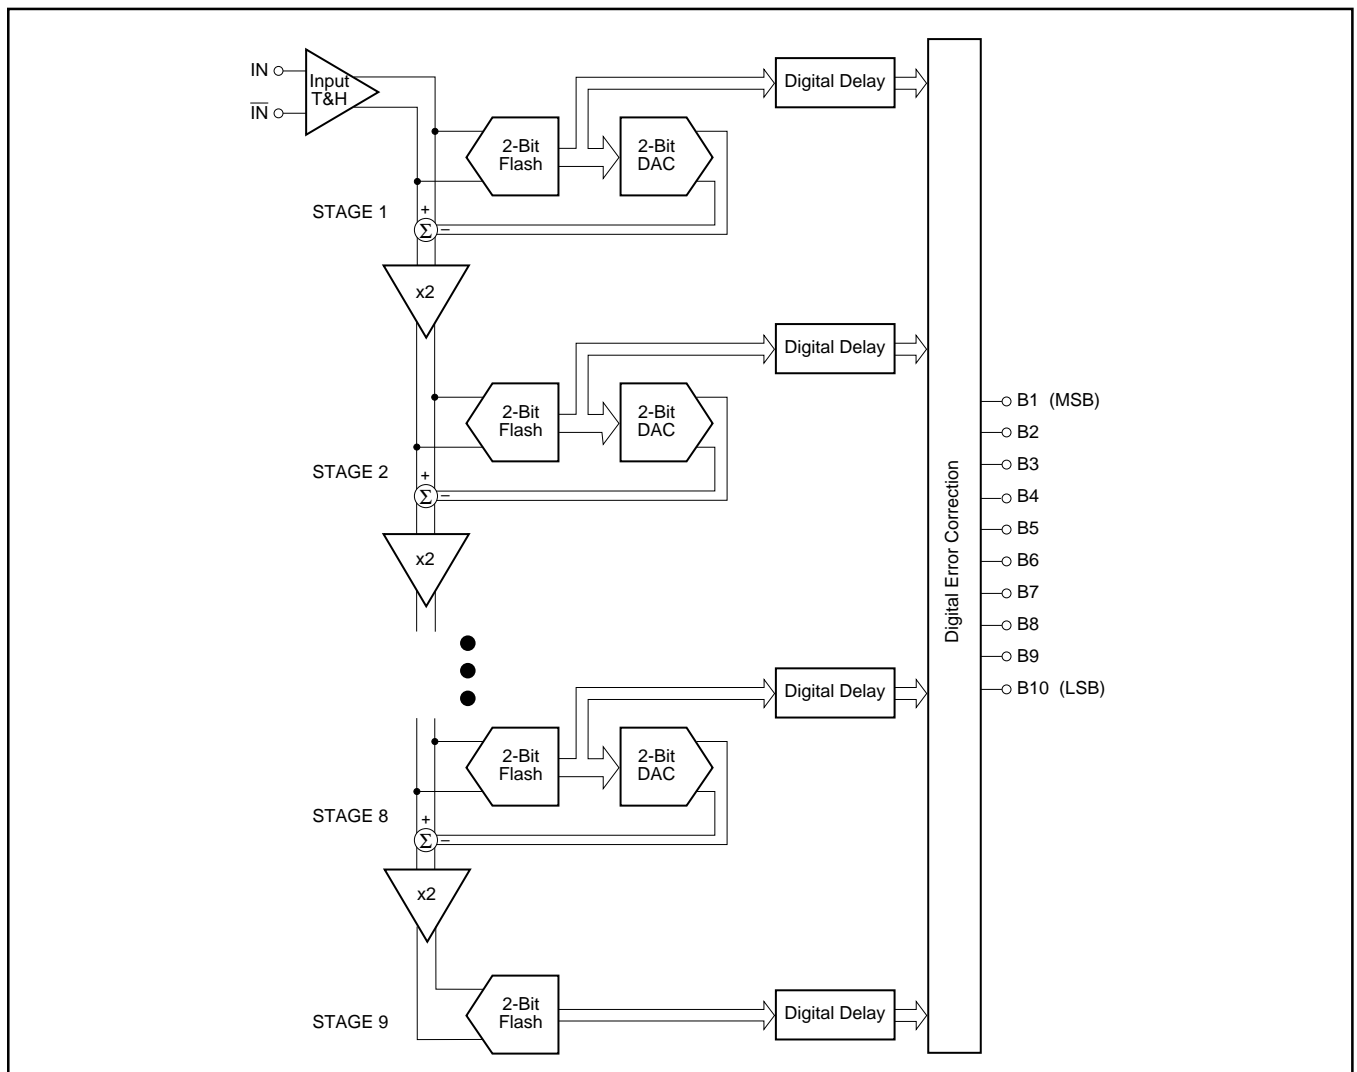 IN
Input
T&H
IN
Digital Delay
2-Bit
Flash
2-Bit
DAC
STAGE 1
+
Σ
–
x2
Digital Delay
2-Bit
Flash
2-Bit
DAC
STAGE 2
+
Σ
–
x2
Digital Delay
2-Bit
Flash
2-Bit
DAC
STAGE 8
+
Σ
–
x2
2-Bit
Flash
Digital Delay
STAGE 9
Digital Error Correction
B1 (MSB)
B2
B3
B4
B5
B6
B7
B8
B9
B10 (LSB)